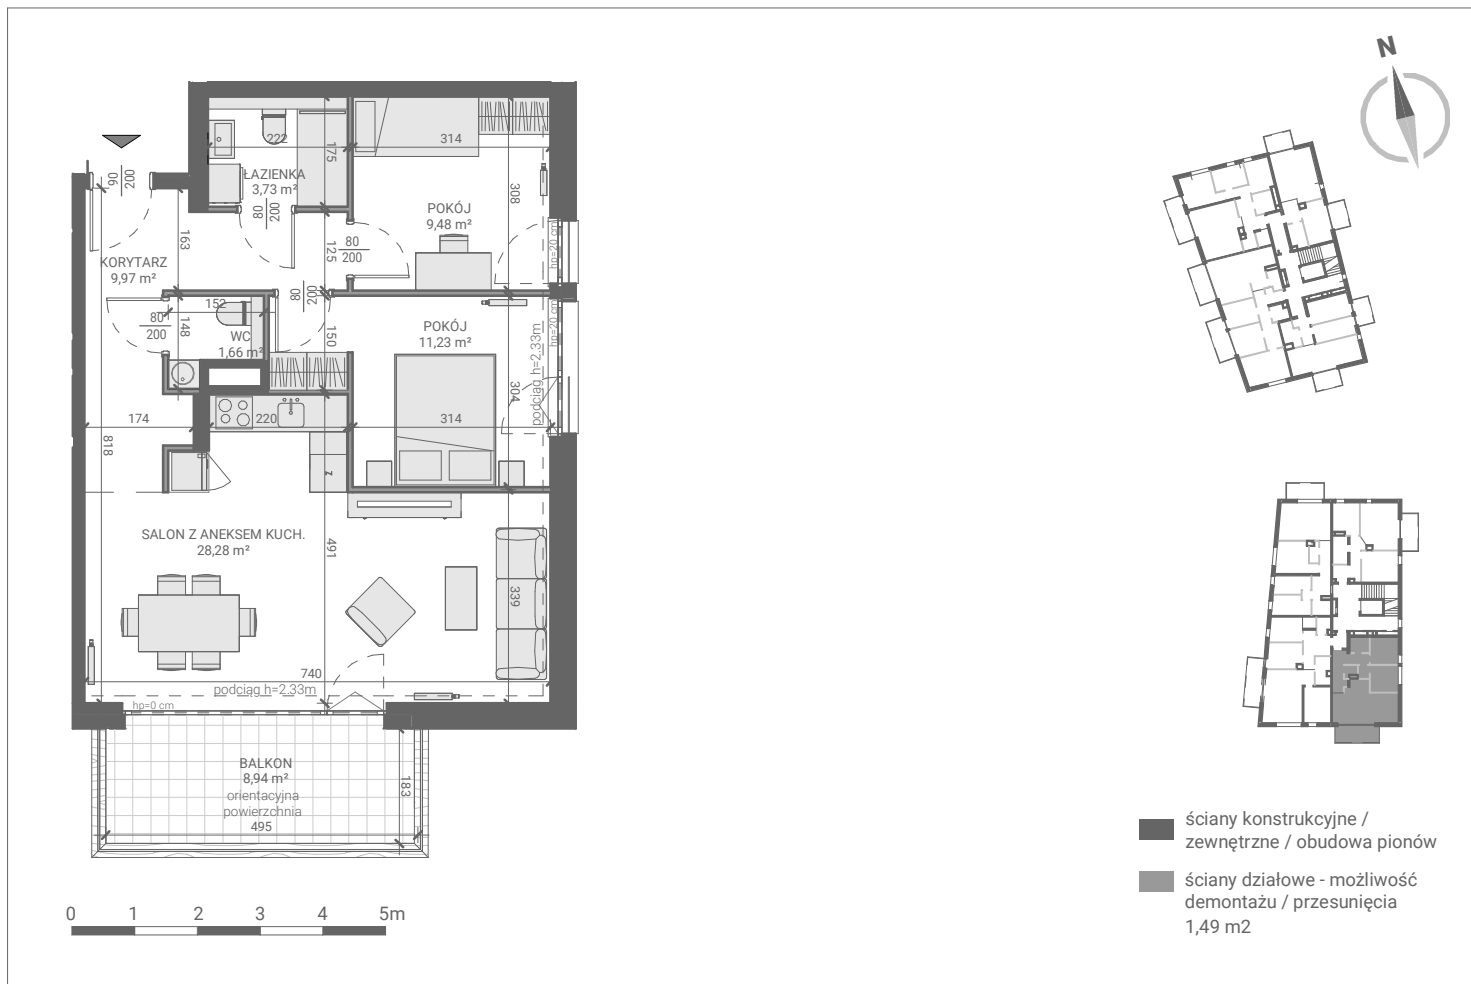 N
90
200
222
175
ŁAZIENKA
3,73 m²
80
200
314
308
POKÓJ
9,48 m²
163
125
80
200
hp=20 cm
KORYTARZ
9,97 m²
80
200
152
148
80
200
WC
1,66 m²
150
POKÓJ
11,23 m²
hp=20 cm
podciąg h=2.33m
304
174
220
314
818
z
SALON Z ANEKSEM KUCH.
28,28 m²
491
339
740
podciąg h=2.33m
hp=0 cm
BALKON
8,94 m²
orientacyjna
powierzchnia
495
183
0 1 2 3 4 5m
ściany konstrukcyjne /
zewnętrzne / obudowa pionów
ściany działowe - możliwość
demontażu / przesunięcia
1,49 m2